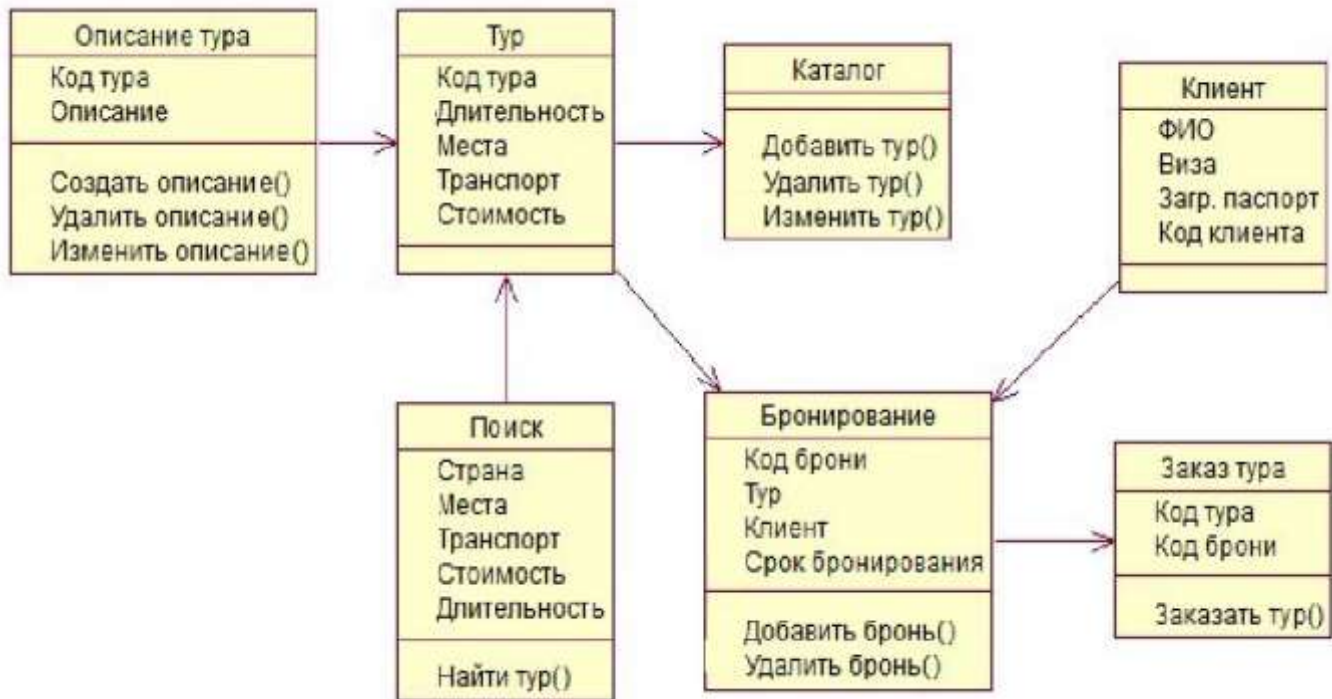 Описание тура
Код тура
Описание
Создать описание()
Удалить описание()
Изменить описание()
Тур
Код тура
Длительность
Места
Транспорт
Стоимость
Каталог
Добавить тур()
Удалить тур()
Изменить тур()
Клиент
ФИО
Виза
Загр. паспорт
Код клиента
Поиск
Страна
Места
Транспорт
Стоимость
Длительность
Найти тур()
Бронирование
Код брони
Тур
Клиент
Срок бронирования
Добавить бронь()
Удалить бронь()
Заказ тура
Код тура
Код брони
Заказать тур()